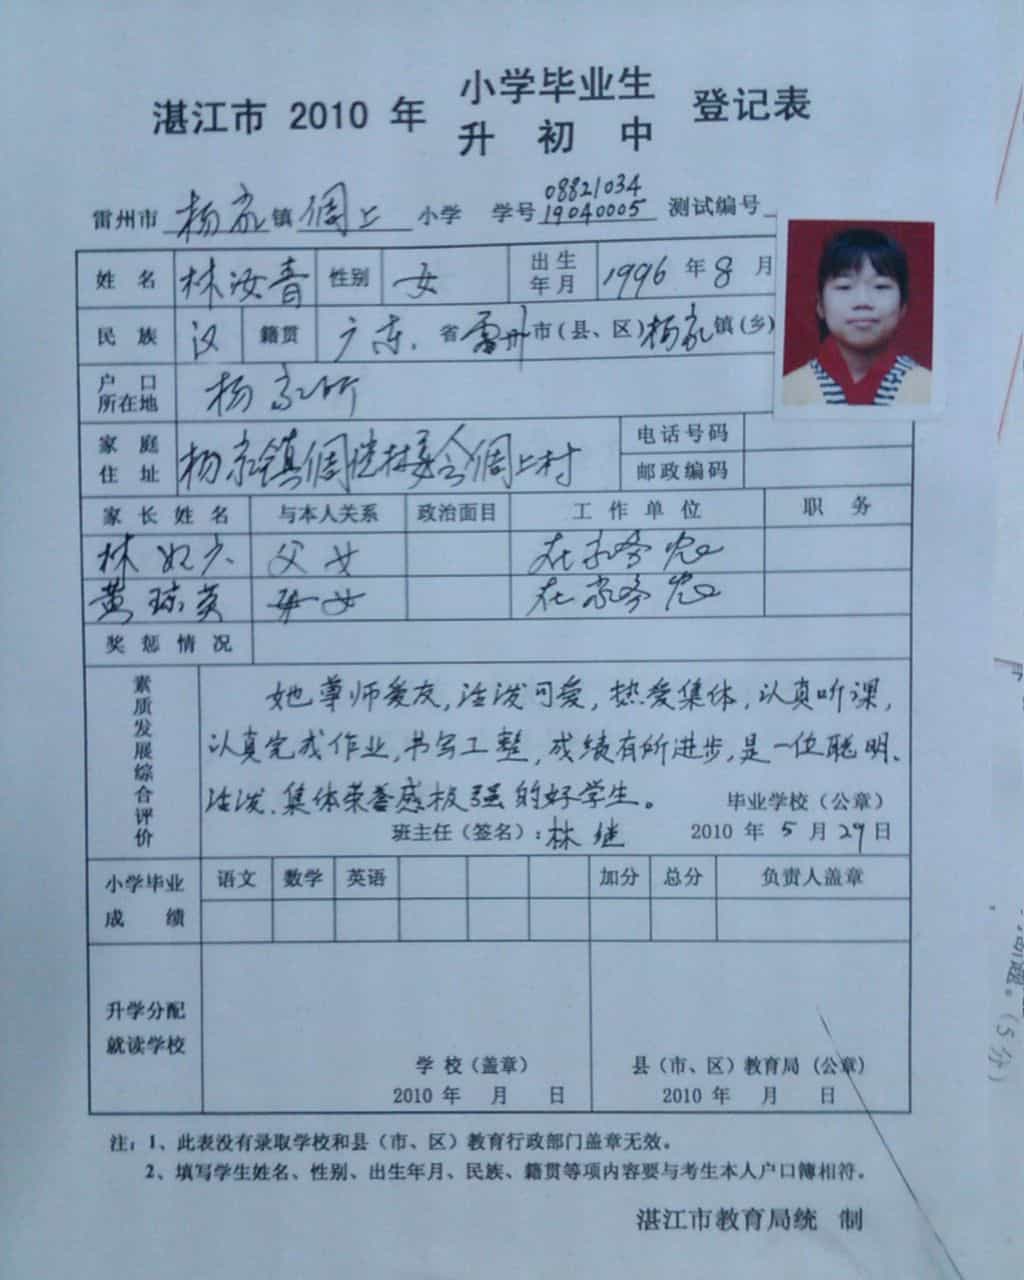 湛江市 2010 年 小学毕业生 升初中 登记表
雷州市 杨家 镇 倜上 小学 学号 08821034 19040005 测试编号
姓名 林汝音 性别 女 出生年月 1996 年 8 月
民族 汉 籍贯 广东 省 雷州 市(县、区) 杨家 镇(乡)
户口所在地 杨家所
家庭住址 杨家镇倜 村委会倜上村 电话号码
邮政编码
家长姓名 与本人关系 政治面目 工作单位 职务
林 父女 在家务农
黄琼英 母女 在家务农
奖惩情况
素质发展综合评价
她尊师爱友,活泼可爱,热爱集体,认真听课,
认真完成作业,书写工整,成绩有所进步,是一位聪明、
活泼、集体荣誉感极强的好学生。 毕业学校(公章)
班主任(签名):林继 2010 年 5 月 29 日
小学毕业成绩 语文 数学 英语 加分 总分 负责人盖章
升学分配就读学校
学校(盖章) 县(市、区)教育局(公章)
2010 年 月 日 2010 年 月 日
注:1、此表没有录取学校和县(市、区)教育行政部门盖章无效。
2、填写学生姓名、性别、出生年月、民族、籍贯等项内容要与考生本人户口簿相符。
湛江市教育局统 制
题。(5分)